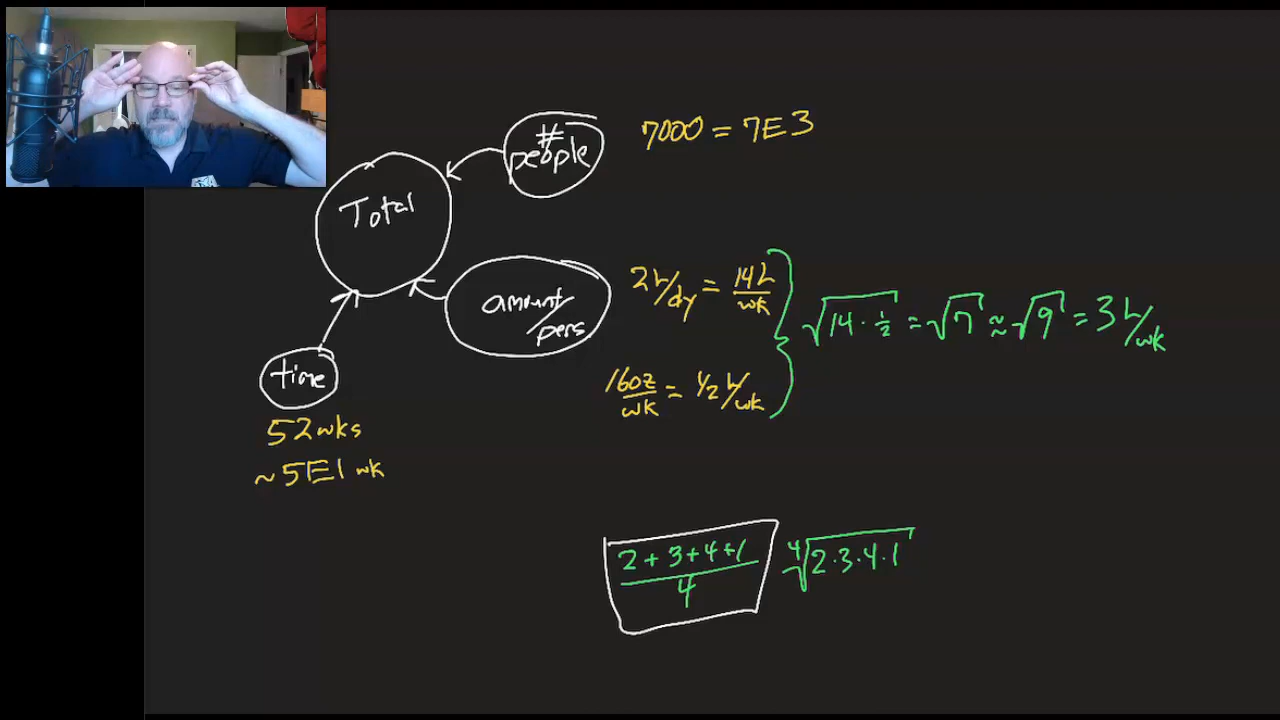 #
people
7000 = 7E3
Total
amount/
pers
2L/dy = 14L/wk
√14 · 1/2 = √7 ≈ √9 = 3 L/wk
16oz/wk = 1/2 L/wk
time
52 wks
~5E1 wk
2 + 3 + 4 + 1
4
4√2·3·4·1